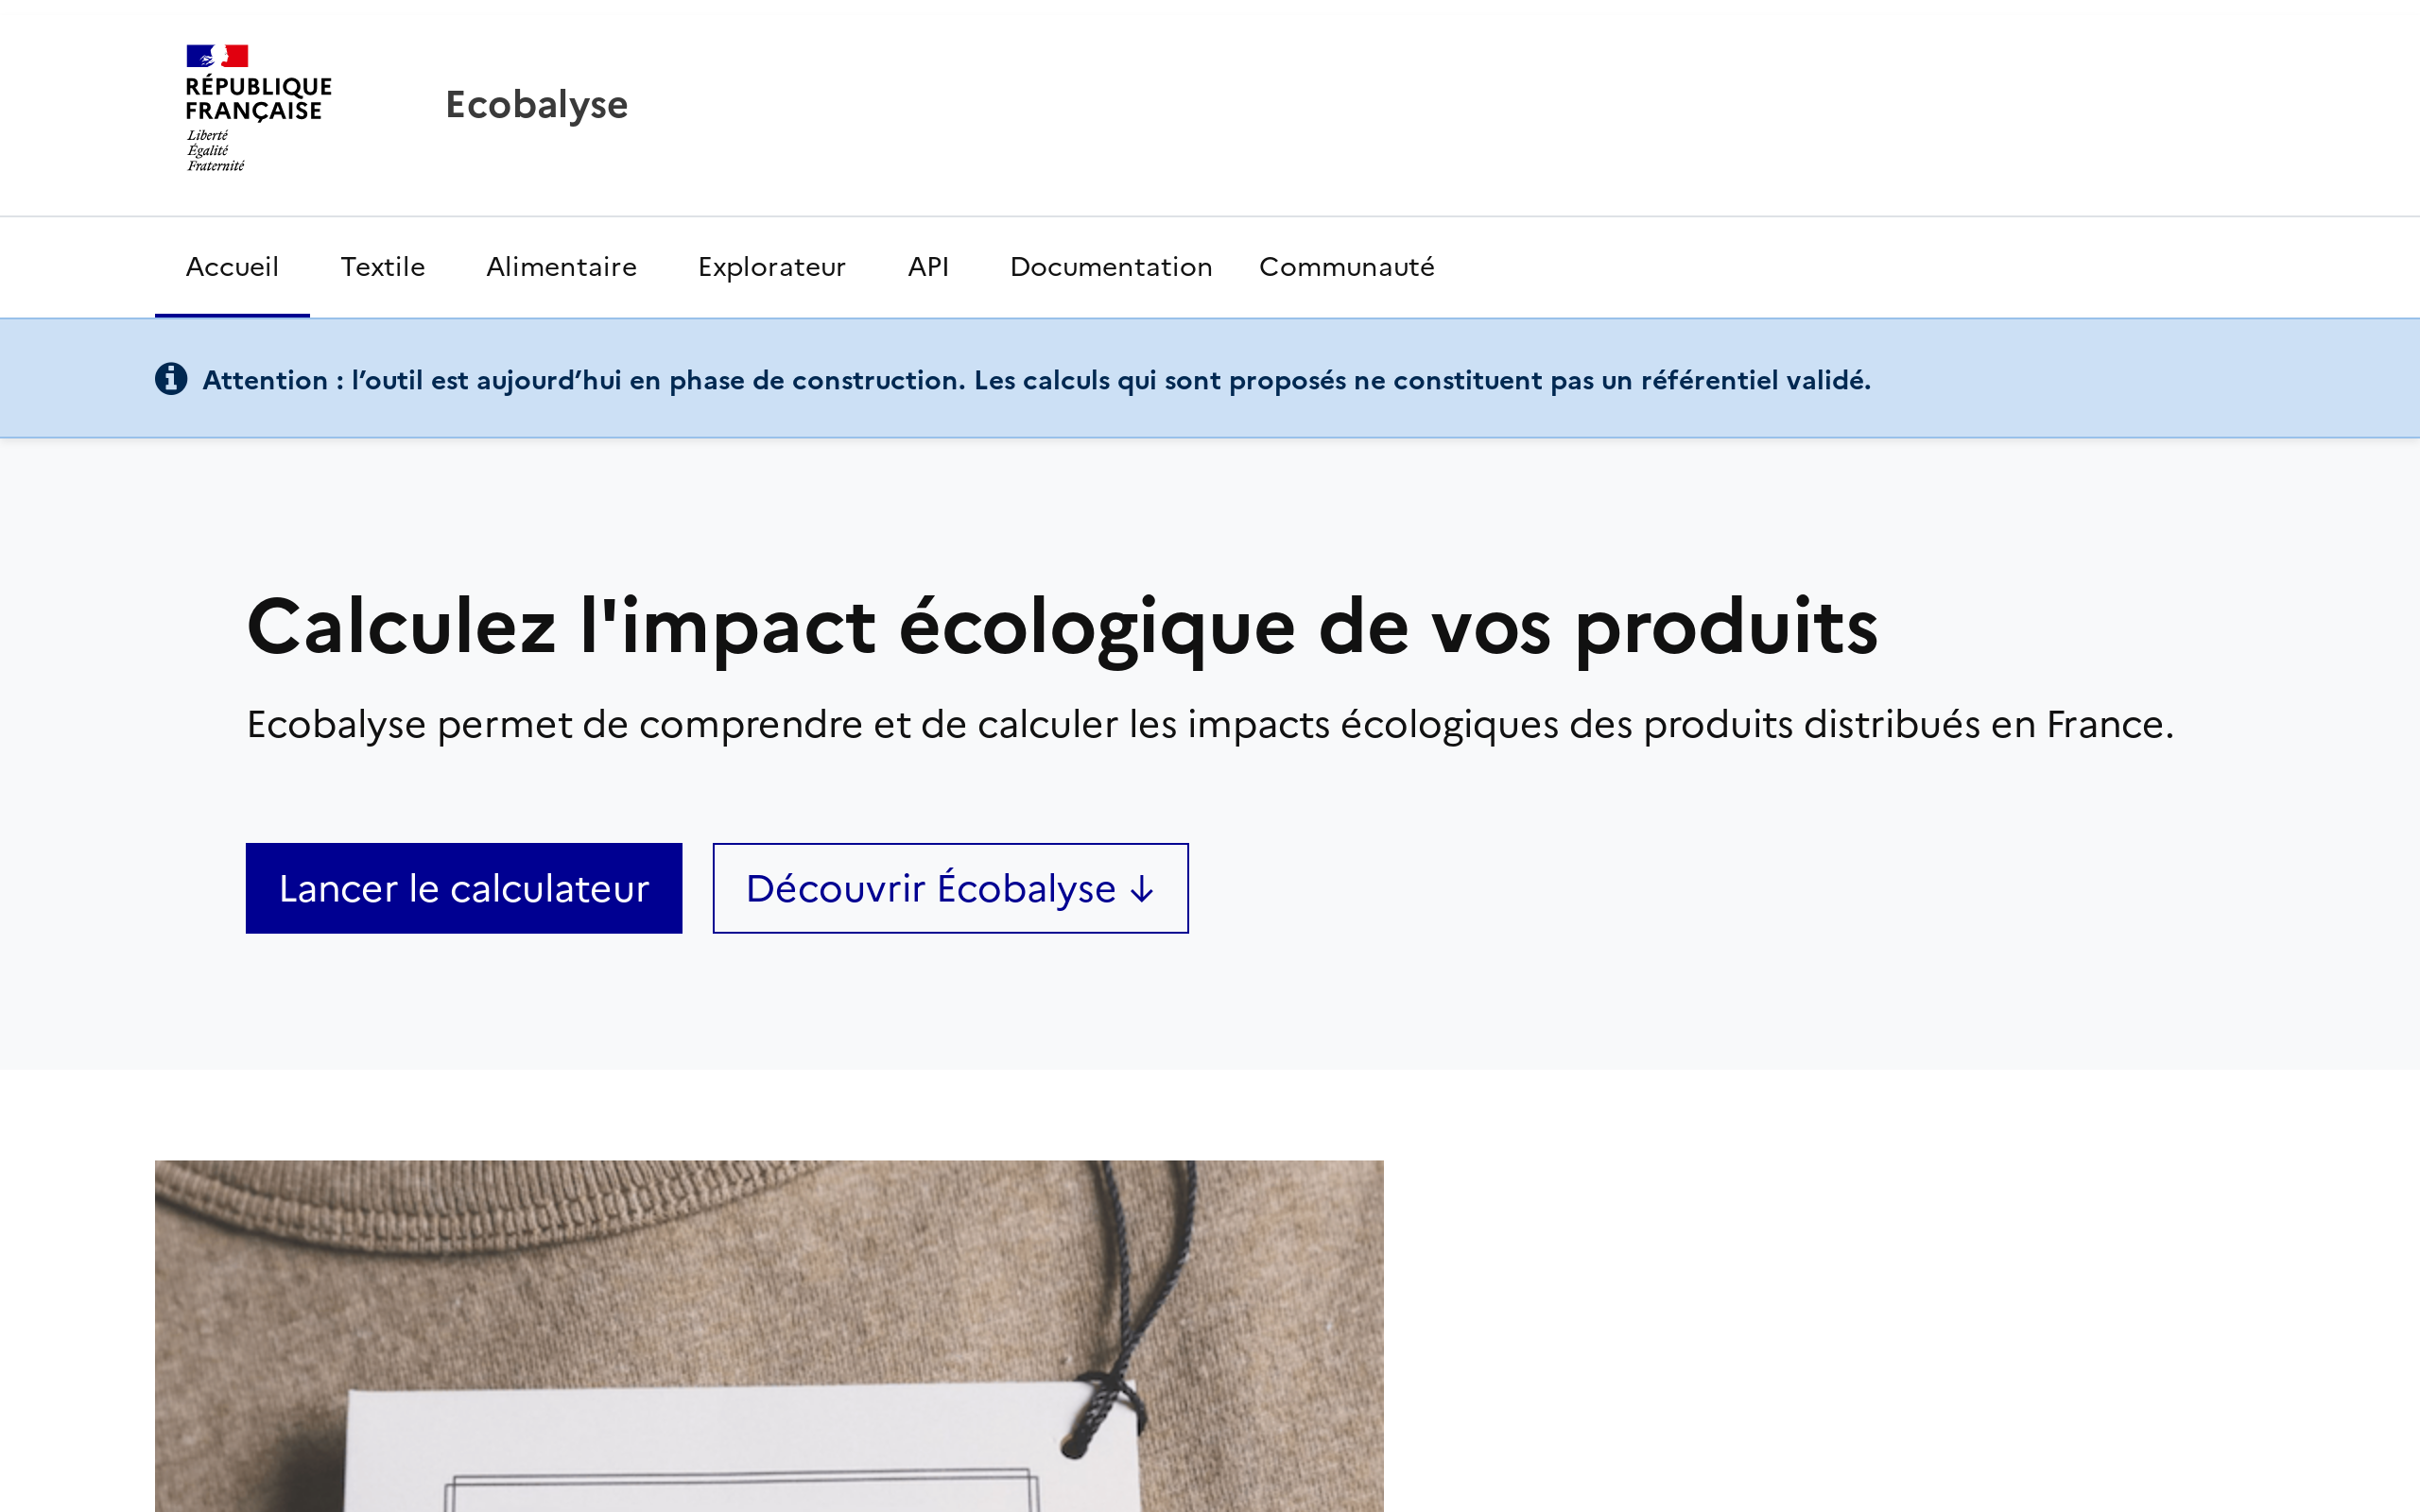 RÉPUBLIQUE
FRANÇAISE
Liberté
Égalité
Fraternité
Ecobalyse
Accueil Textile Alimentaire Explorateur API Documentation Communauté
Attention : l’outil est aujourd’hui en phase de construction. Les calculs qui sont proposés ne constituent pas un référentiel validé.
Calculez l'impact écologique de vos produits
Ecobalyse permet de comprendre et de calculer les impacts écologiques des produits distribués en France.
Lancer le calculateur Découvrir Écobalyse ↓